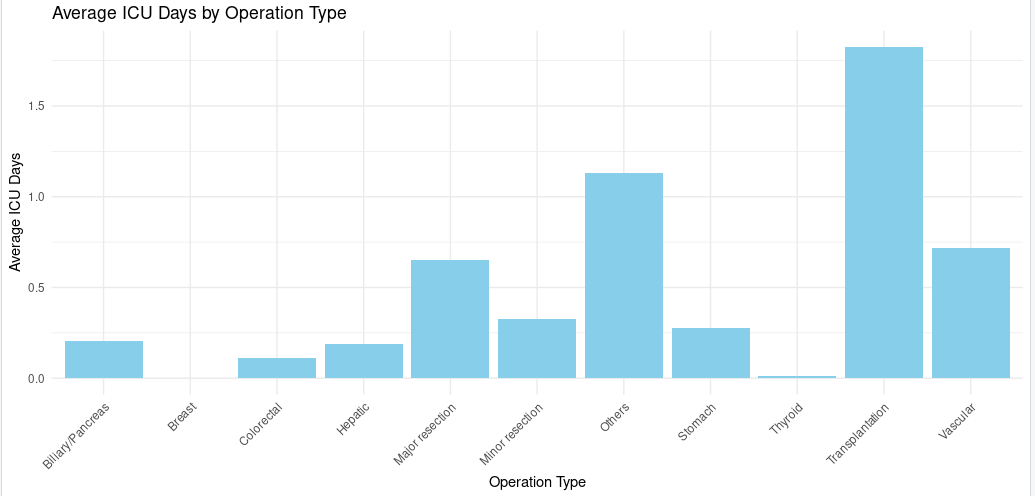 Average ICU Days by Operation Type
Average ICU Days
1.5
1.0
0.5
0.0
Biliary/Pancreas
Breast
Colorectal
Hepatic
Major resection
Minor resection
Others
Stomach
Thyroid
Transplantation
Vascular
Operation Type